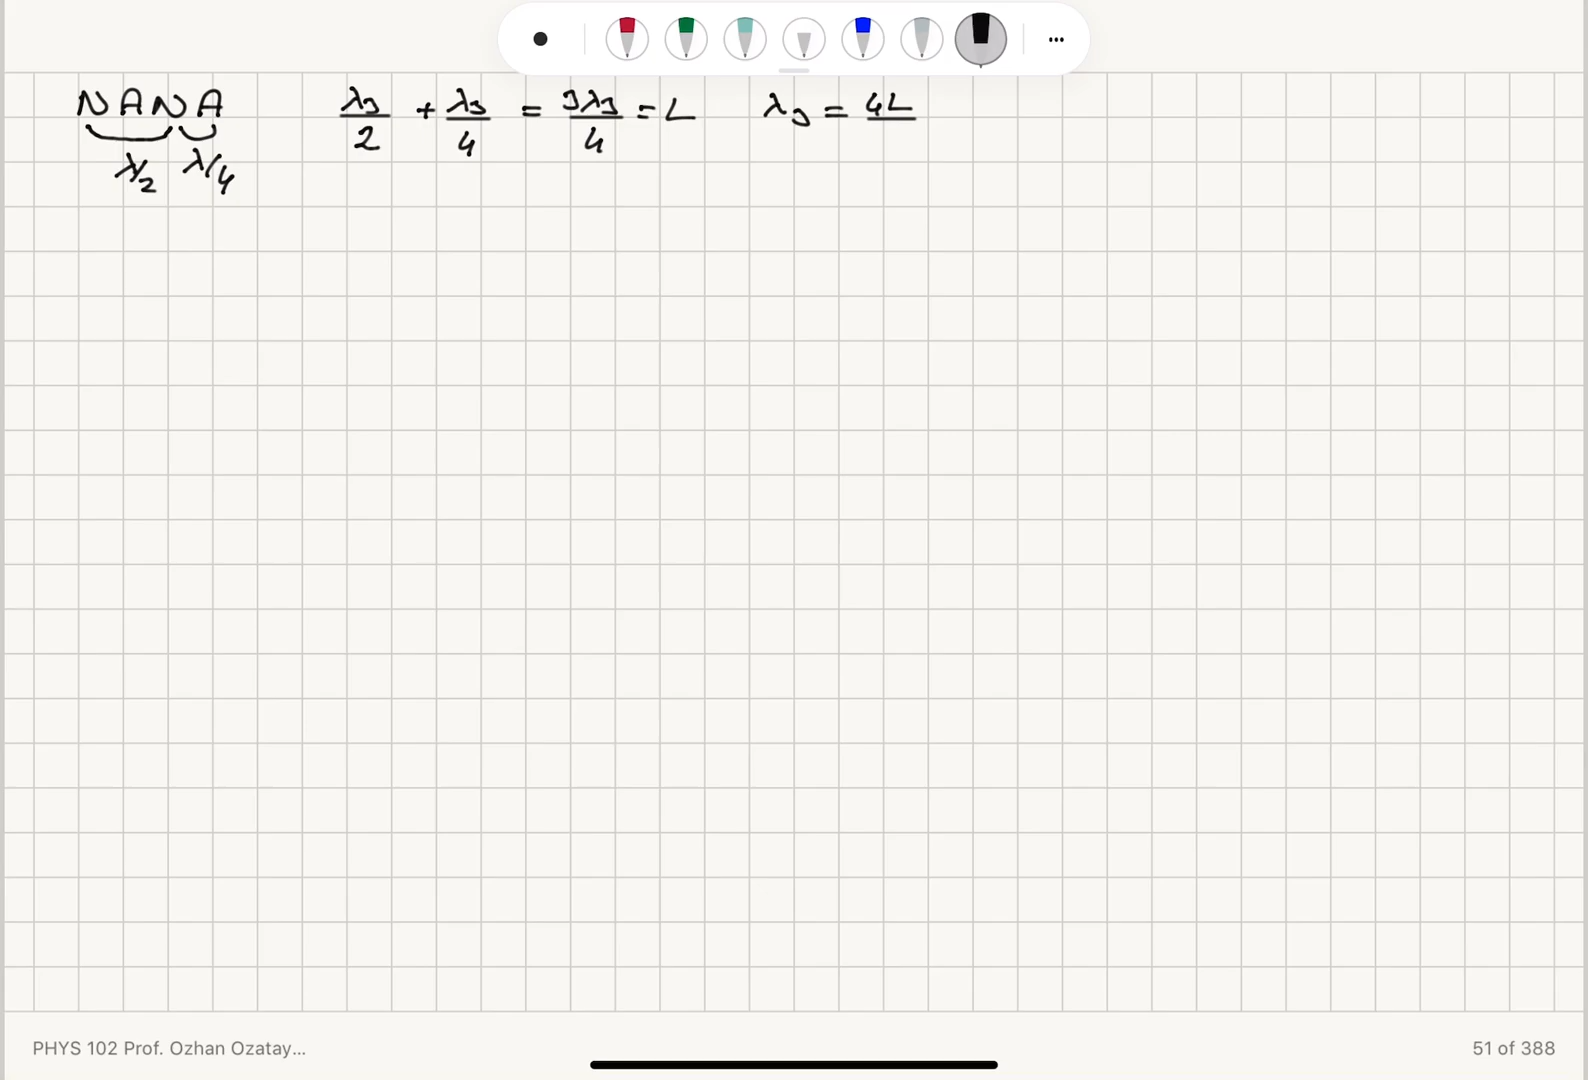 N A N A λ₃/2 + λ₃/4 = 3λ₃/4 = L λ₃ = 4L
λ/2 λ/4
PHYS 102 Prof. Ozhan Ozatay...
51 of 388